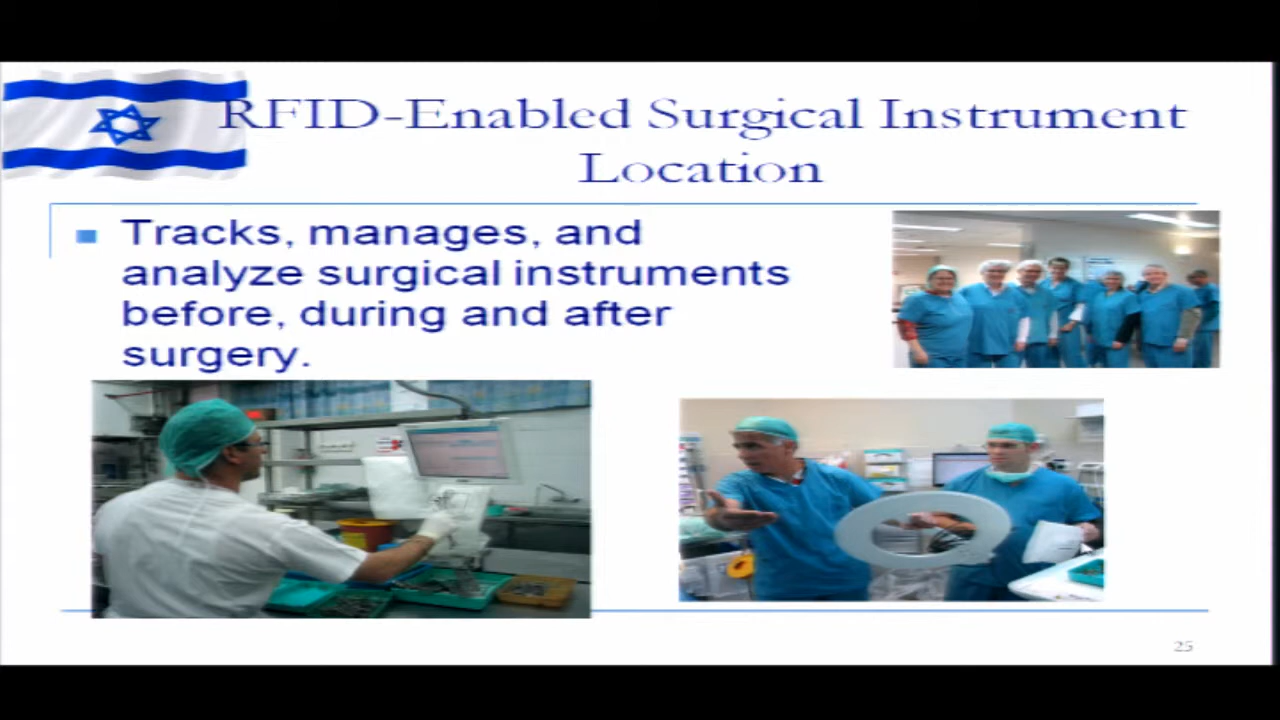 RFID-Enabled Surgical Instrument
Location
Tracks, manages, and
analyze surgical instruments
before, during and after
surgery.
25